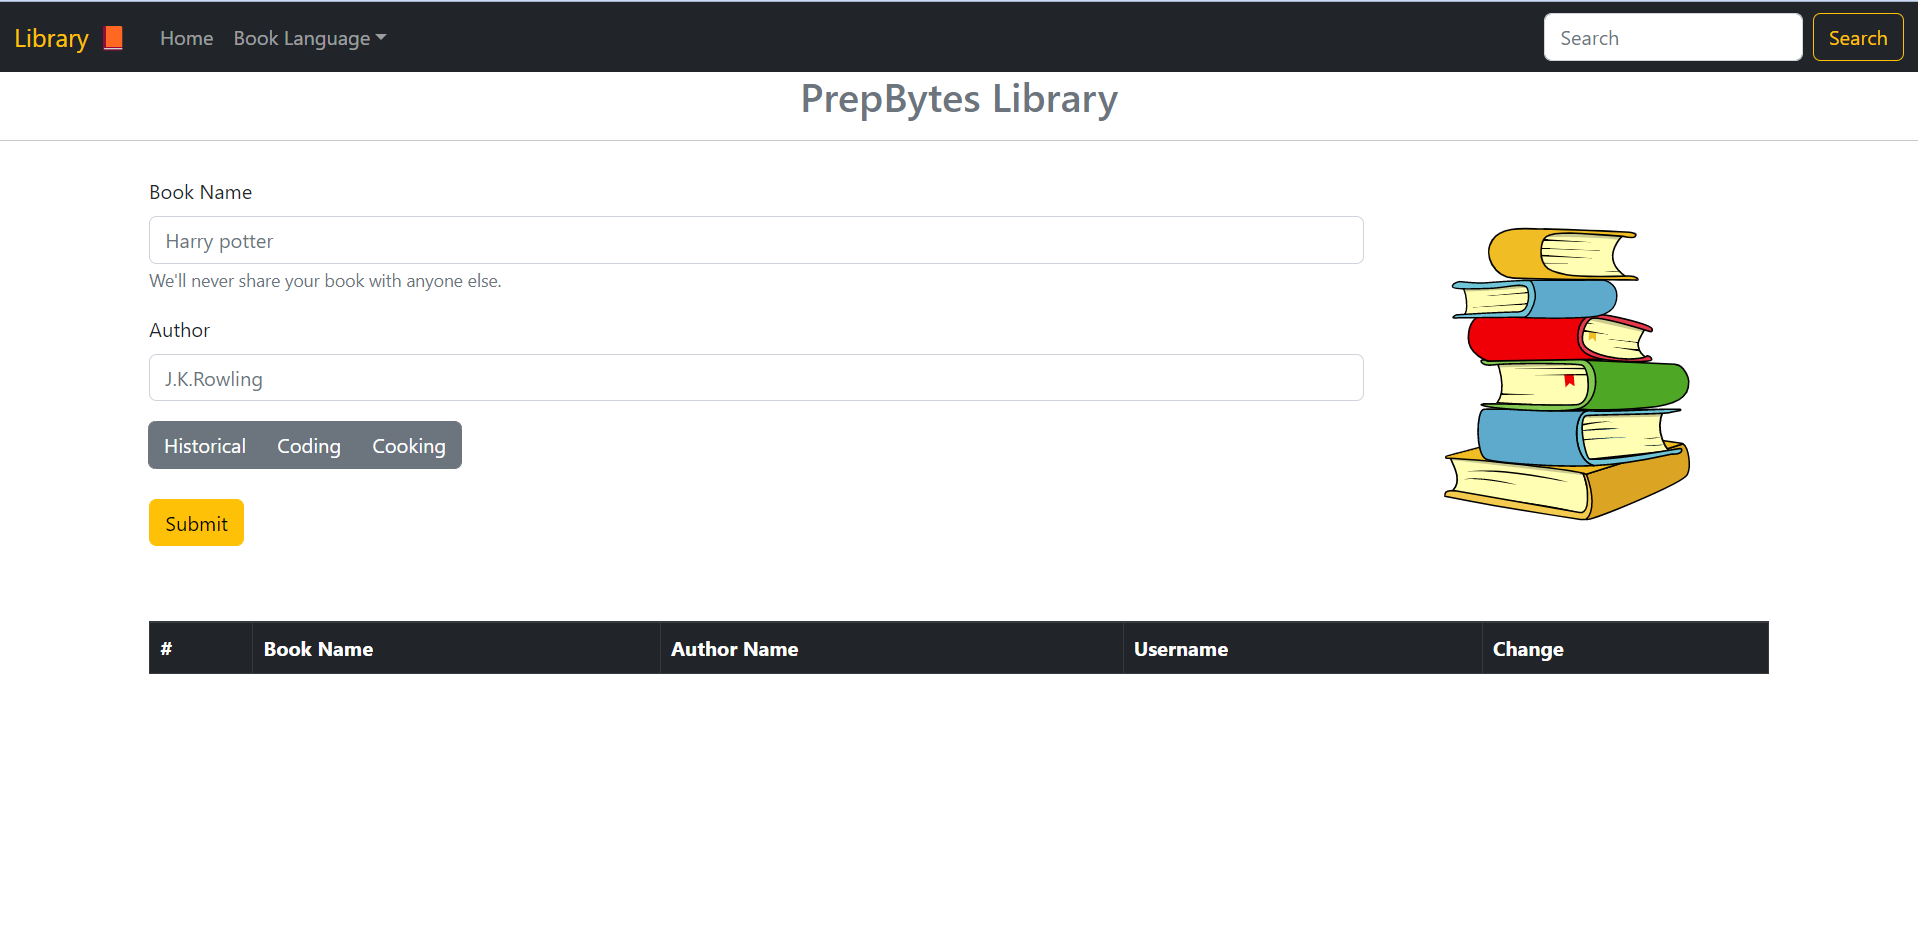 Library Home Book Language Search Search
PrepBytes Library
Book Name
Harry potter
We'll never share your book with anyone else.
Author
J.K.Rowling
Historical Coding Cooking
Submit
# Book Name Author Name Username Change